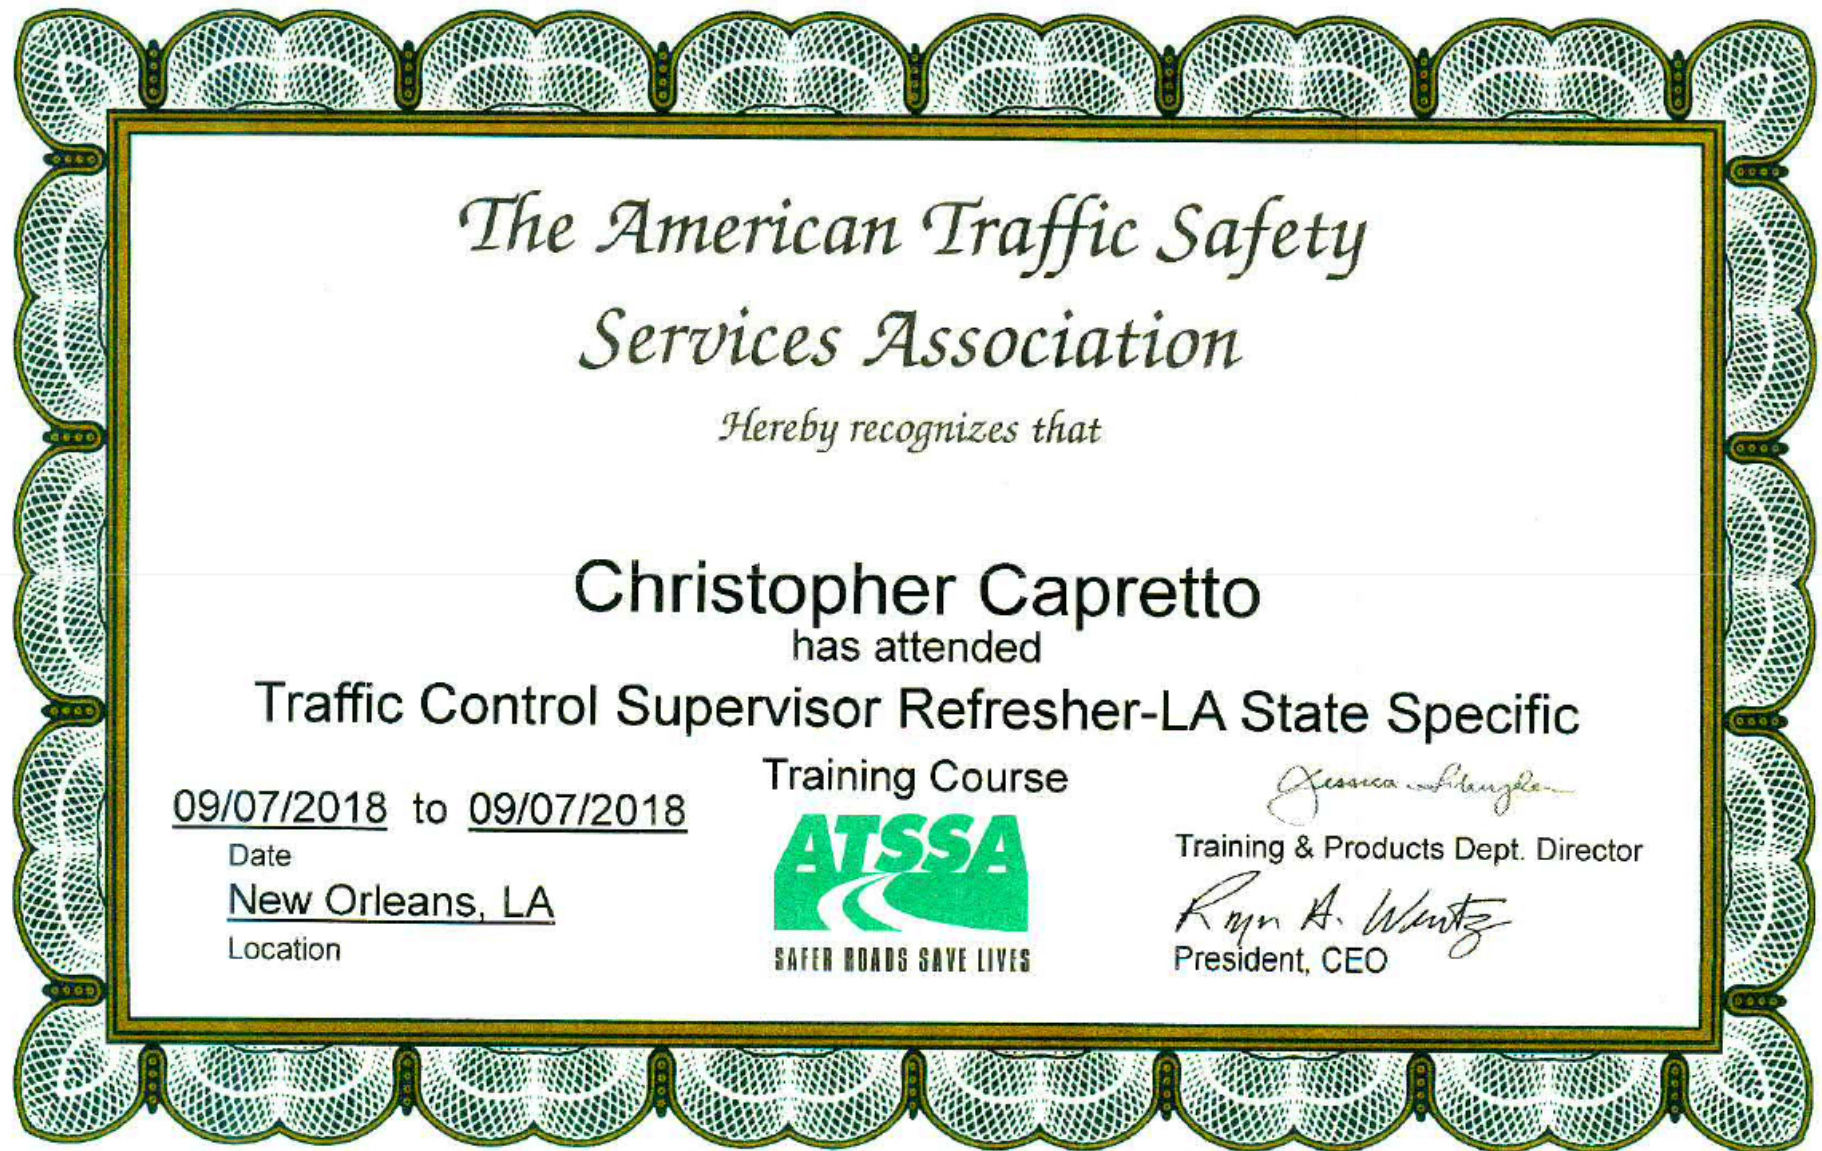 The American Traffic Safety
Services Association
Hereby recognizes that
Christopher Capretto
has attended
Traffic Control Supervisor Refresher-LA State Specific
Training Course
09/07/2018 to 09/07/2018
Date
New Orleans, LA
Location
ATSSA
SAFER ROADS SAVE LIVES
Jessica
Training & Products Dept. Director
A. Wentz
President, CEO